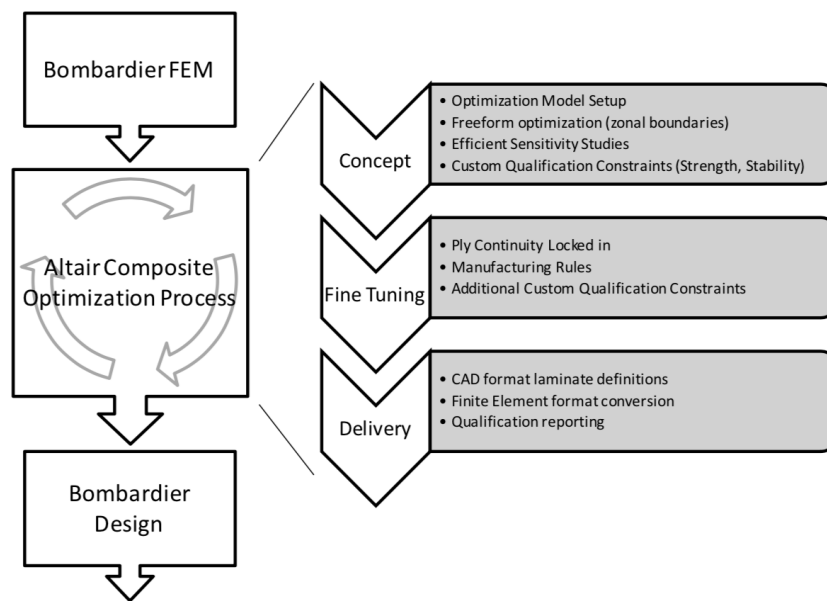 Bombardier FEM
Altair Composite
Optimization Process
Bombardier
Design
Concept
• Optimization Model Setup
• Freeform optimization (zonal boundaries)
• Efficient Sensitivity Studies
• Custom Qualification Constraints (Strength, Stability)
Fine Tuning
• Ply Continuity Locked in
• Manufacturing Rules
• Additional Custom Qualification Constraints
Delivery
• CAD format laminate definitions
• Finite Element format conversion
• Qualification reporting